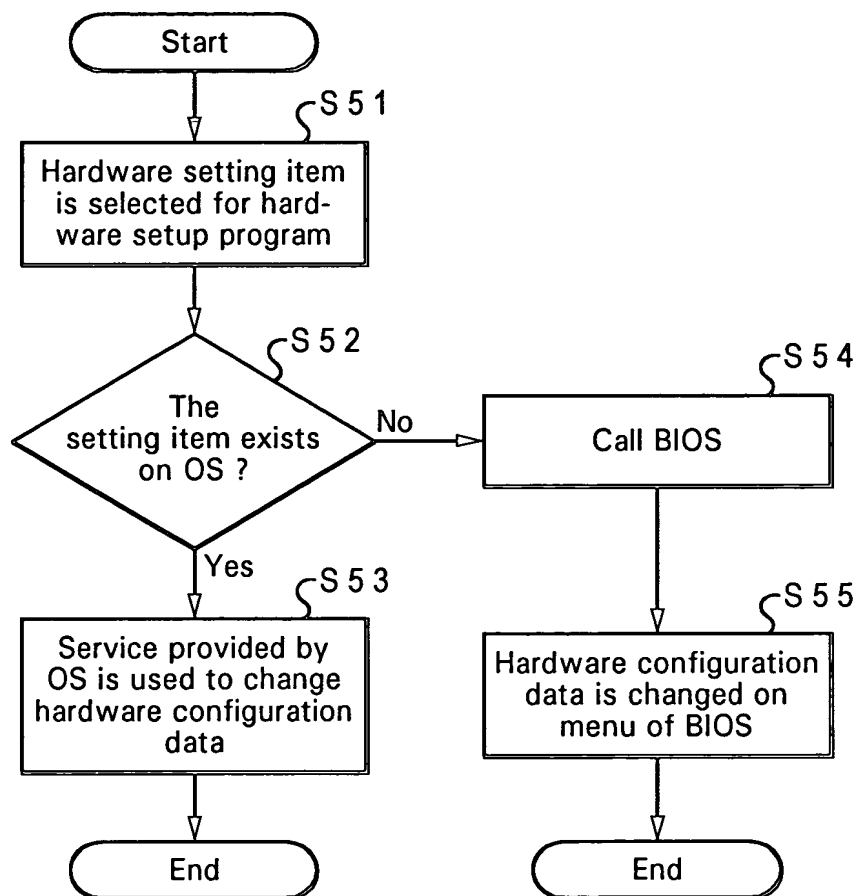 Start
S51
Hardware setting item
is selected for hard-
ware setup program
S52
The
setting item exists
on OS ?
No
Yes
S54
Call BIOS
S53
Service provided by
OS is used to change
hardware configuration
data
S55
Hardware configuration
data is changed on
menu of BIOS
End
End